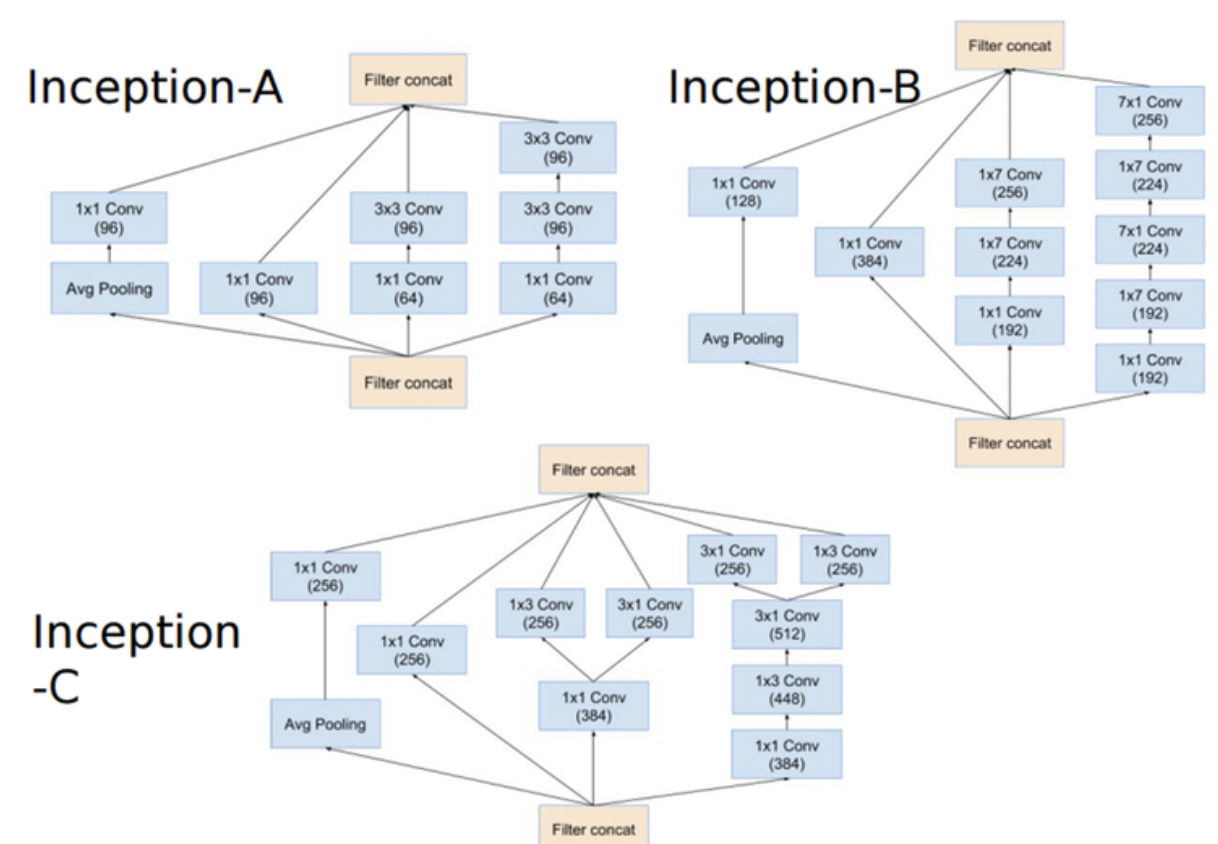 Inception-A
Filter concat
3x3 Conv
(96)
1x1 Conv
(96)
3x3 Conv
(96)
3x3 Conv
(96)
Avg Pooling
1x1 Conv
(96)
1x1 Conv
(64)
1x1 Conv
(64)
Filter concat
Inception-B
Filter concat
7x1 Conv
(256)
1x1 Conv
(128)
1x7 Conv
(256)
1x7 Conv
(224)
1x1 Conv
(384)
1x7 Conv
(224)
7x1 Conv
(224)
Avg Pooling
1x1 Conv
(192)
1x7 Conv
(192)
1x1 Conv
(192)
Filter concat
Inception
-C
Filter concat
1x1 Conv
(256)
3x1 Conv
(256)
1x3 Conv
(256)
1x1 Conv
(256)
1x3 Conv
(256)
3x1 Conv
(256)
3x1 Conv
(512)
Avg Pooling
1x1 Conv
(384)
1x3 Conv
(448)
1x1 Conv
(384)
Filter concat